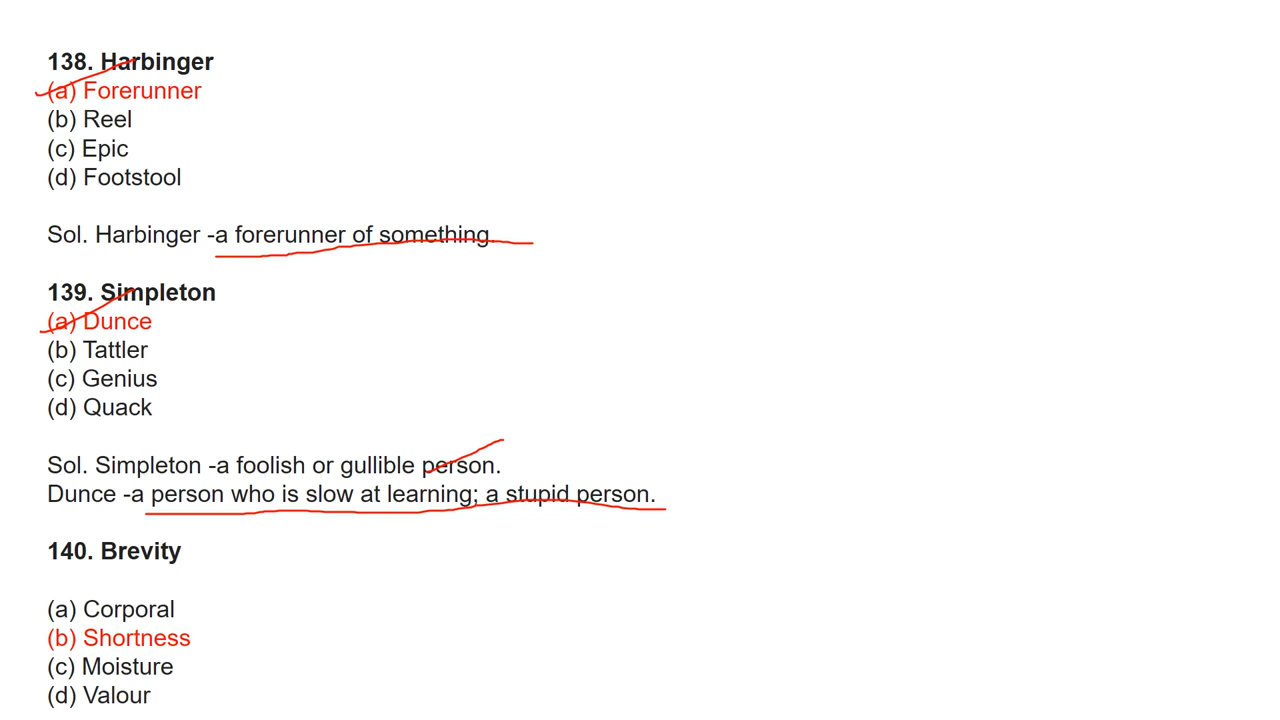 138. Harbinger
(a) Forerunner
(b) Reel
(c) Epic
(d) Footstool
Sol. Harbinger -a forerunner of something.
139. Simpleton
(a) Dunce
(b) Tattler
(c) Genius
(d) Quack
Sol. Simpleton -a foolish or gullible person.
Dunce -a person who is slow at learning; a stupid person.
140. Brevity
(a) Corporal
(b) Shortness
(c) Moisture
(d) Valour